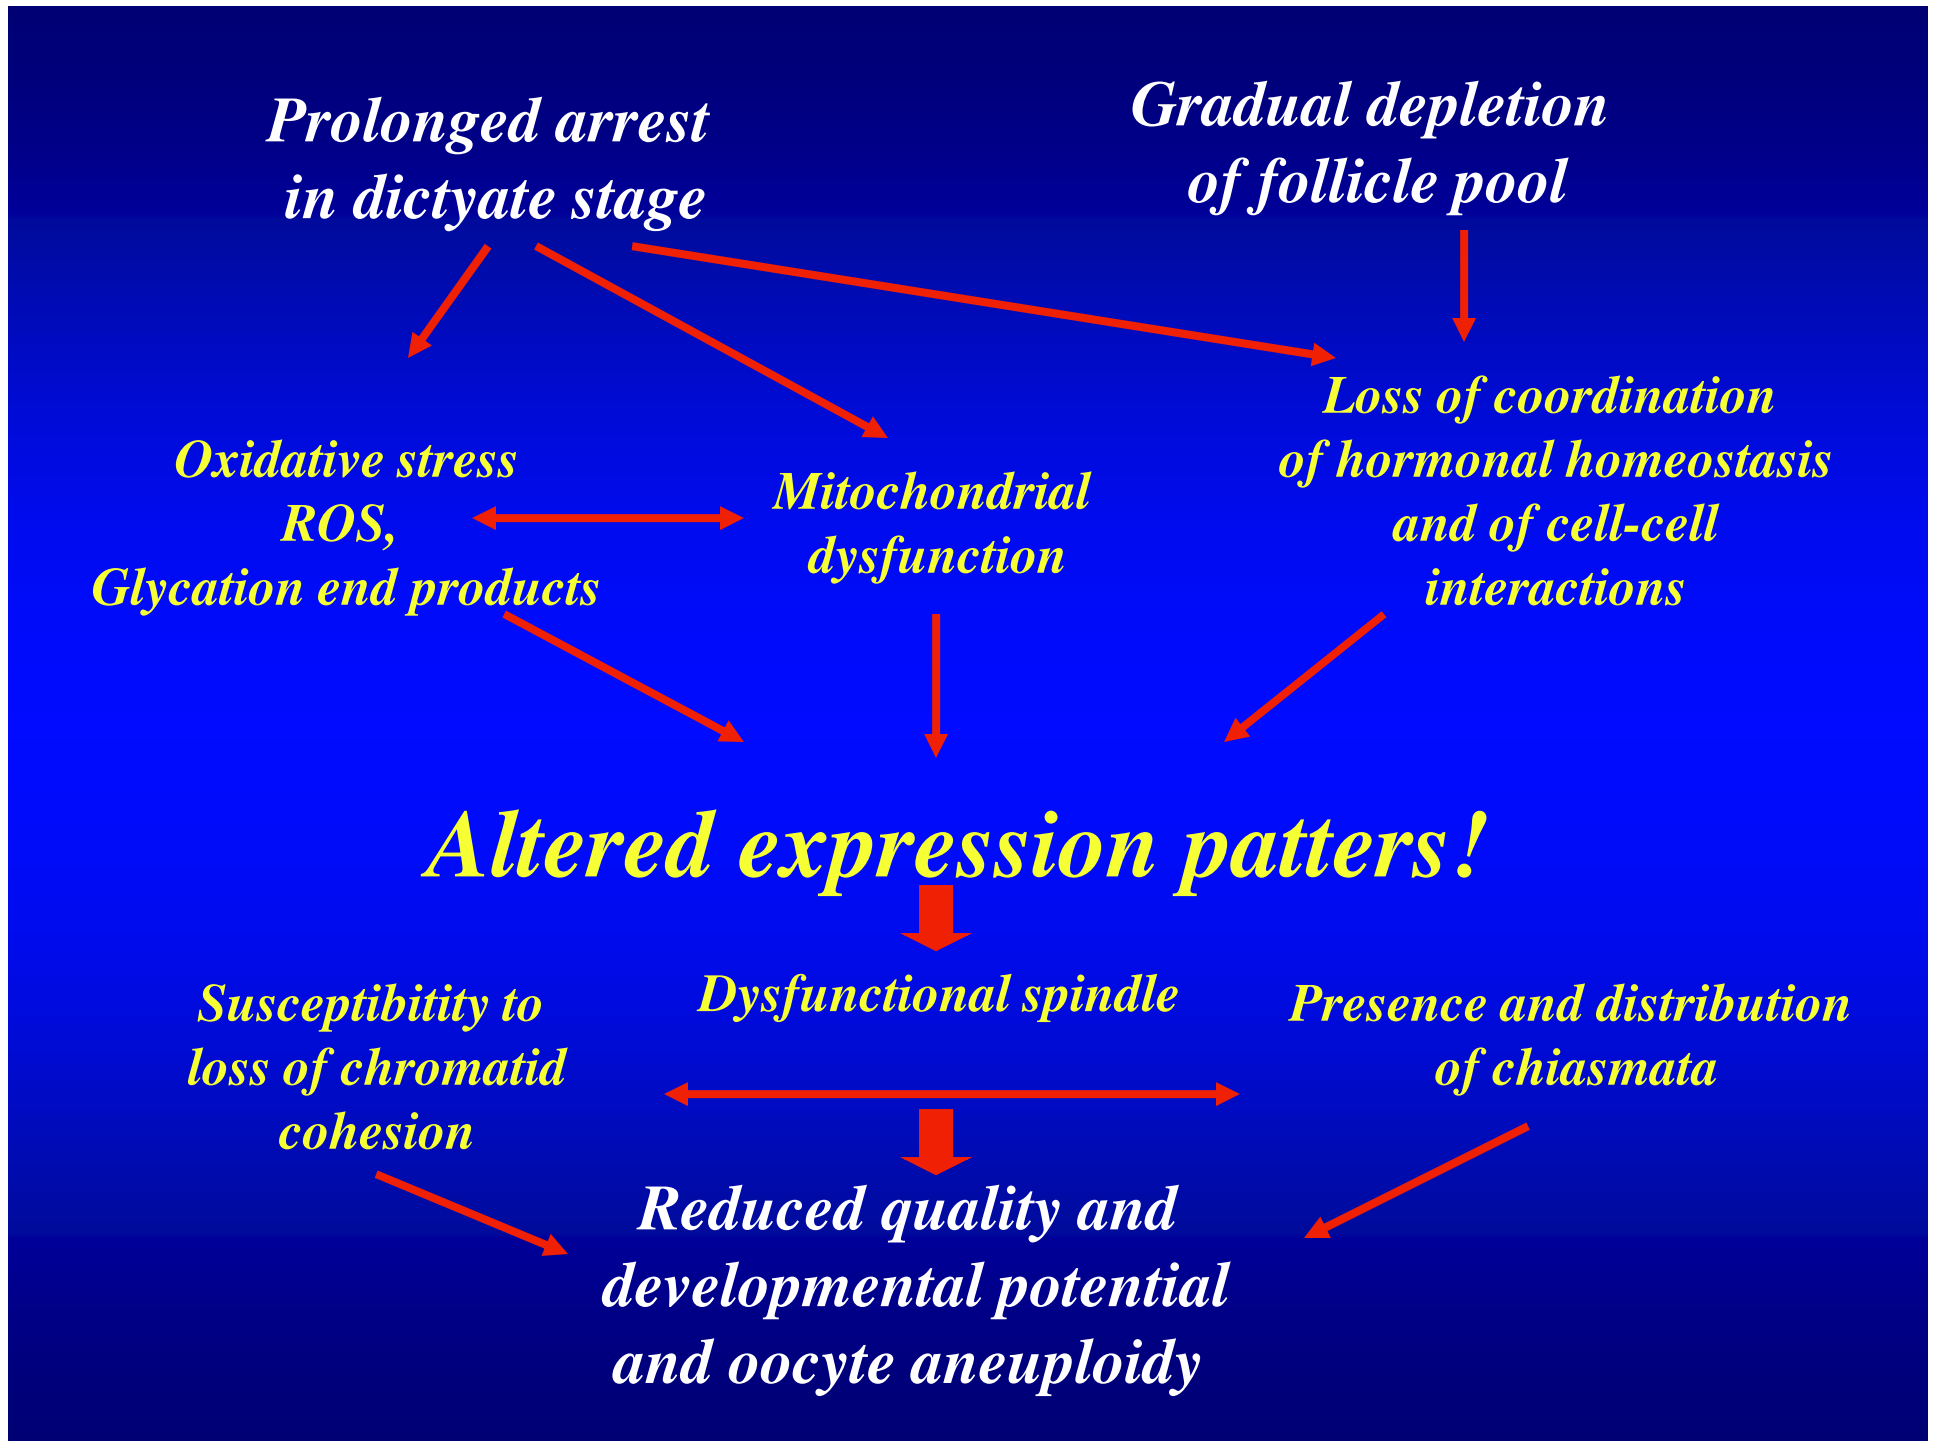 Prolonged arrest
in dictyate stage
Gradual depletion
of follicle pool
Oxidative stress
ROS,
Glycation end products
Mitochondrial
dysfunction
Loss of coordination
of hormonal homeostasis
and of cell-cell
interactions
Altered expression patters!
Susceptibitity to
loss of chromatid
cohesion
Dysfunctional spindle
Presence and distribution
of chiasmata
Reduced quality and
developmental potential
and oocyte aneuploidy